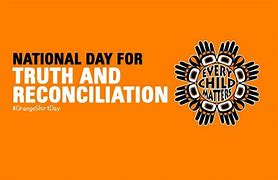 NATIONAL DAY FOR
TRUTH AND
RECONCILIATION
#OrangeShirtDay
EVERY
CHILD
MATTERS